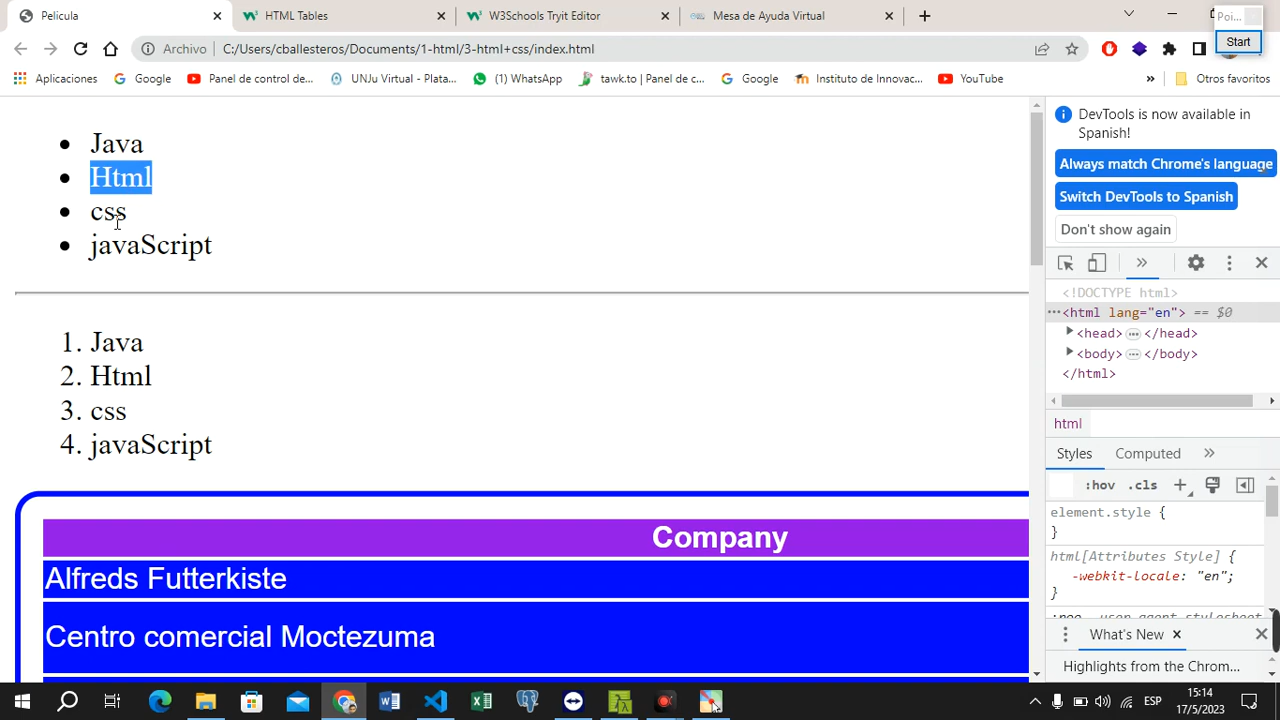 Película
HTML Tables
W3Schools Tryit Editor
Mesa de Ayuda Virtual
Poi...
Start
Archivo
C:/Users/cballesteros/Documents/1-html/3-html+css/index.html
Aplicaciones
Google
Panel de control de...
UNJu Virtual - Plata...
(1) WhatsApp
tawk.to | Panel de c...
Google
Instituto de Innovac...
YouTube
»
Otros favoritos
• Java
• Html
• css
• javaScript
1. Java
2. Html
3. css
4. javaScript
Company
Alfreds Futterkiste
Centro comercial Moctezuma
DevTools is now available in
Spanish!
Always match Chrome's language
Switch DevTools to Spanish
Don't show again
»
<!DOCTYPE html>
···<html lang="en"> == $0
<head> ··· </head>
<body> ··· </body>
</html>
html
Styles
Computed
»
:hov
.cls
element.style {
}
html[Attributes Style] {
-webkit-locale: "en";
}
What's New
Highlights from the Chrom...
ESP
15:14
17/5/2023